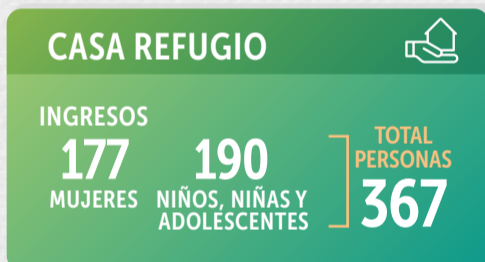 CASA REFUGIO
INGRESOS
177
MUJERES
190
NIÑOS, NIÑAS Y
ADOLESCENTES
TOTAL
PERSONAS
367